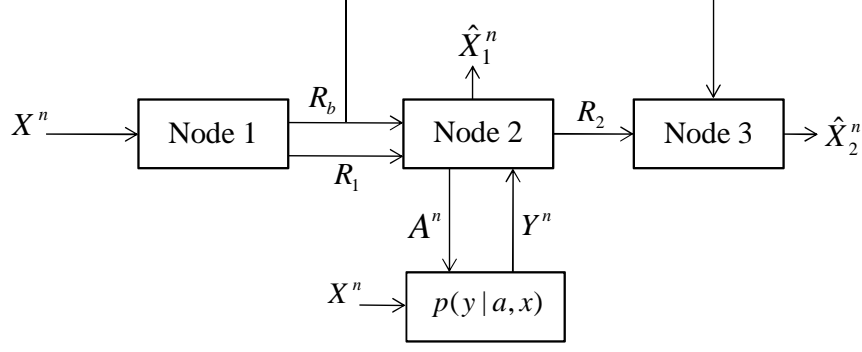 X̂₁ⁿ
Xⁿ
Node 1
R_b
R₁
Node 2
R₂
Node 3
X̂₂ⁿ
Aⁿ
Yⁿ
Xⁿ
p(y | a, x)